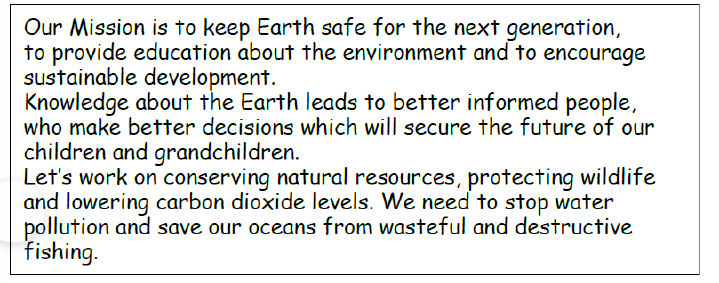 Our Mission is to keep Earth safe for the next generation,
to provide education about the environment and to encourage
sustainable development.
Knowledge about the Earth leads to better informed people,
who make better decisions which will secure the future of our
children and grandchildren.
Let's work on conserving natural resources, protecting wildlife
and lowering carbon dioxide levels. We need to stop water
pollution and save our oceans from wasteful and destructive
fishing.